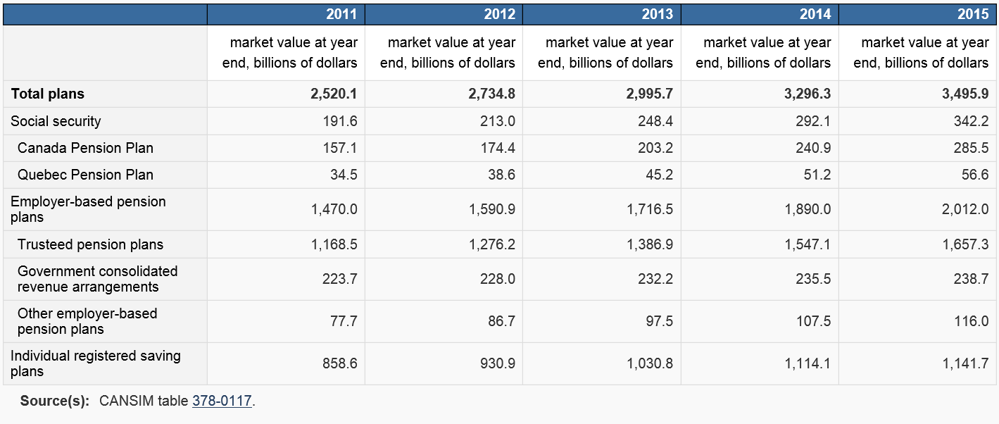 2011 2012 2013 2014 2015
market value at year market value at year market value at year market value at year market value at year
end, billions of dollars end, billions of dollars end, billions of dollars end, billions of dollars end, billions of dollars
Total plans 2,520.1 2,734.8 2,995.7 3,296.3 3,495.9
Social security 191.6 213.0 248.4 292.1 342.2
Canada Pension Plan 157.1 174.4 203.2 240.9 285.5
Quebec Pension Plan 34.5 38.6 45.2 51.2 56.6
Employer-based pension
plans 1,470.0 1,590.9 1,716.5 1,890.0 2,012.0
Trusteed pension plans 1,168.5 1,276.2 1,386.9 1,547.1 1,657.3
Government consolidated
revenue arrangements 223.7 228.0 232.2 235.5 238.7
Other employer-based
pension plans 77.7 86.7 97.5 107.5 116.0
Individual registered saving
plans 858.6 930.9 1,030.8 1,114.1 1,141.7
Source(s): CANSIM table 378-0117.